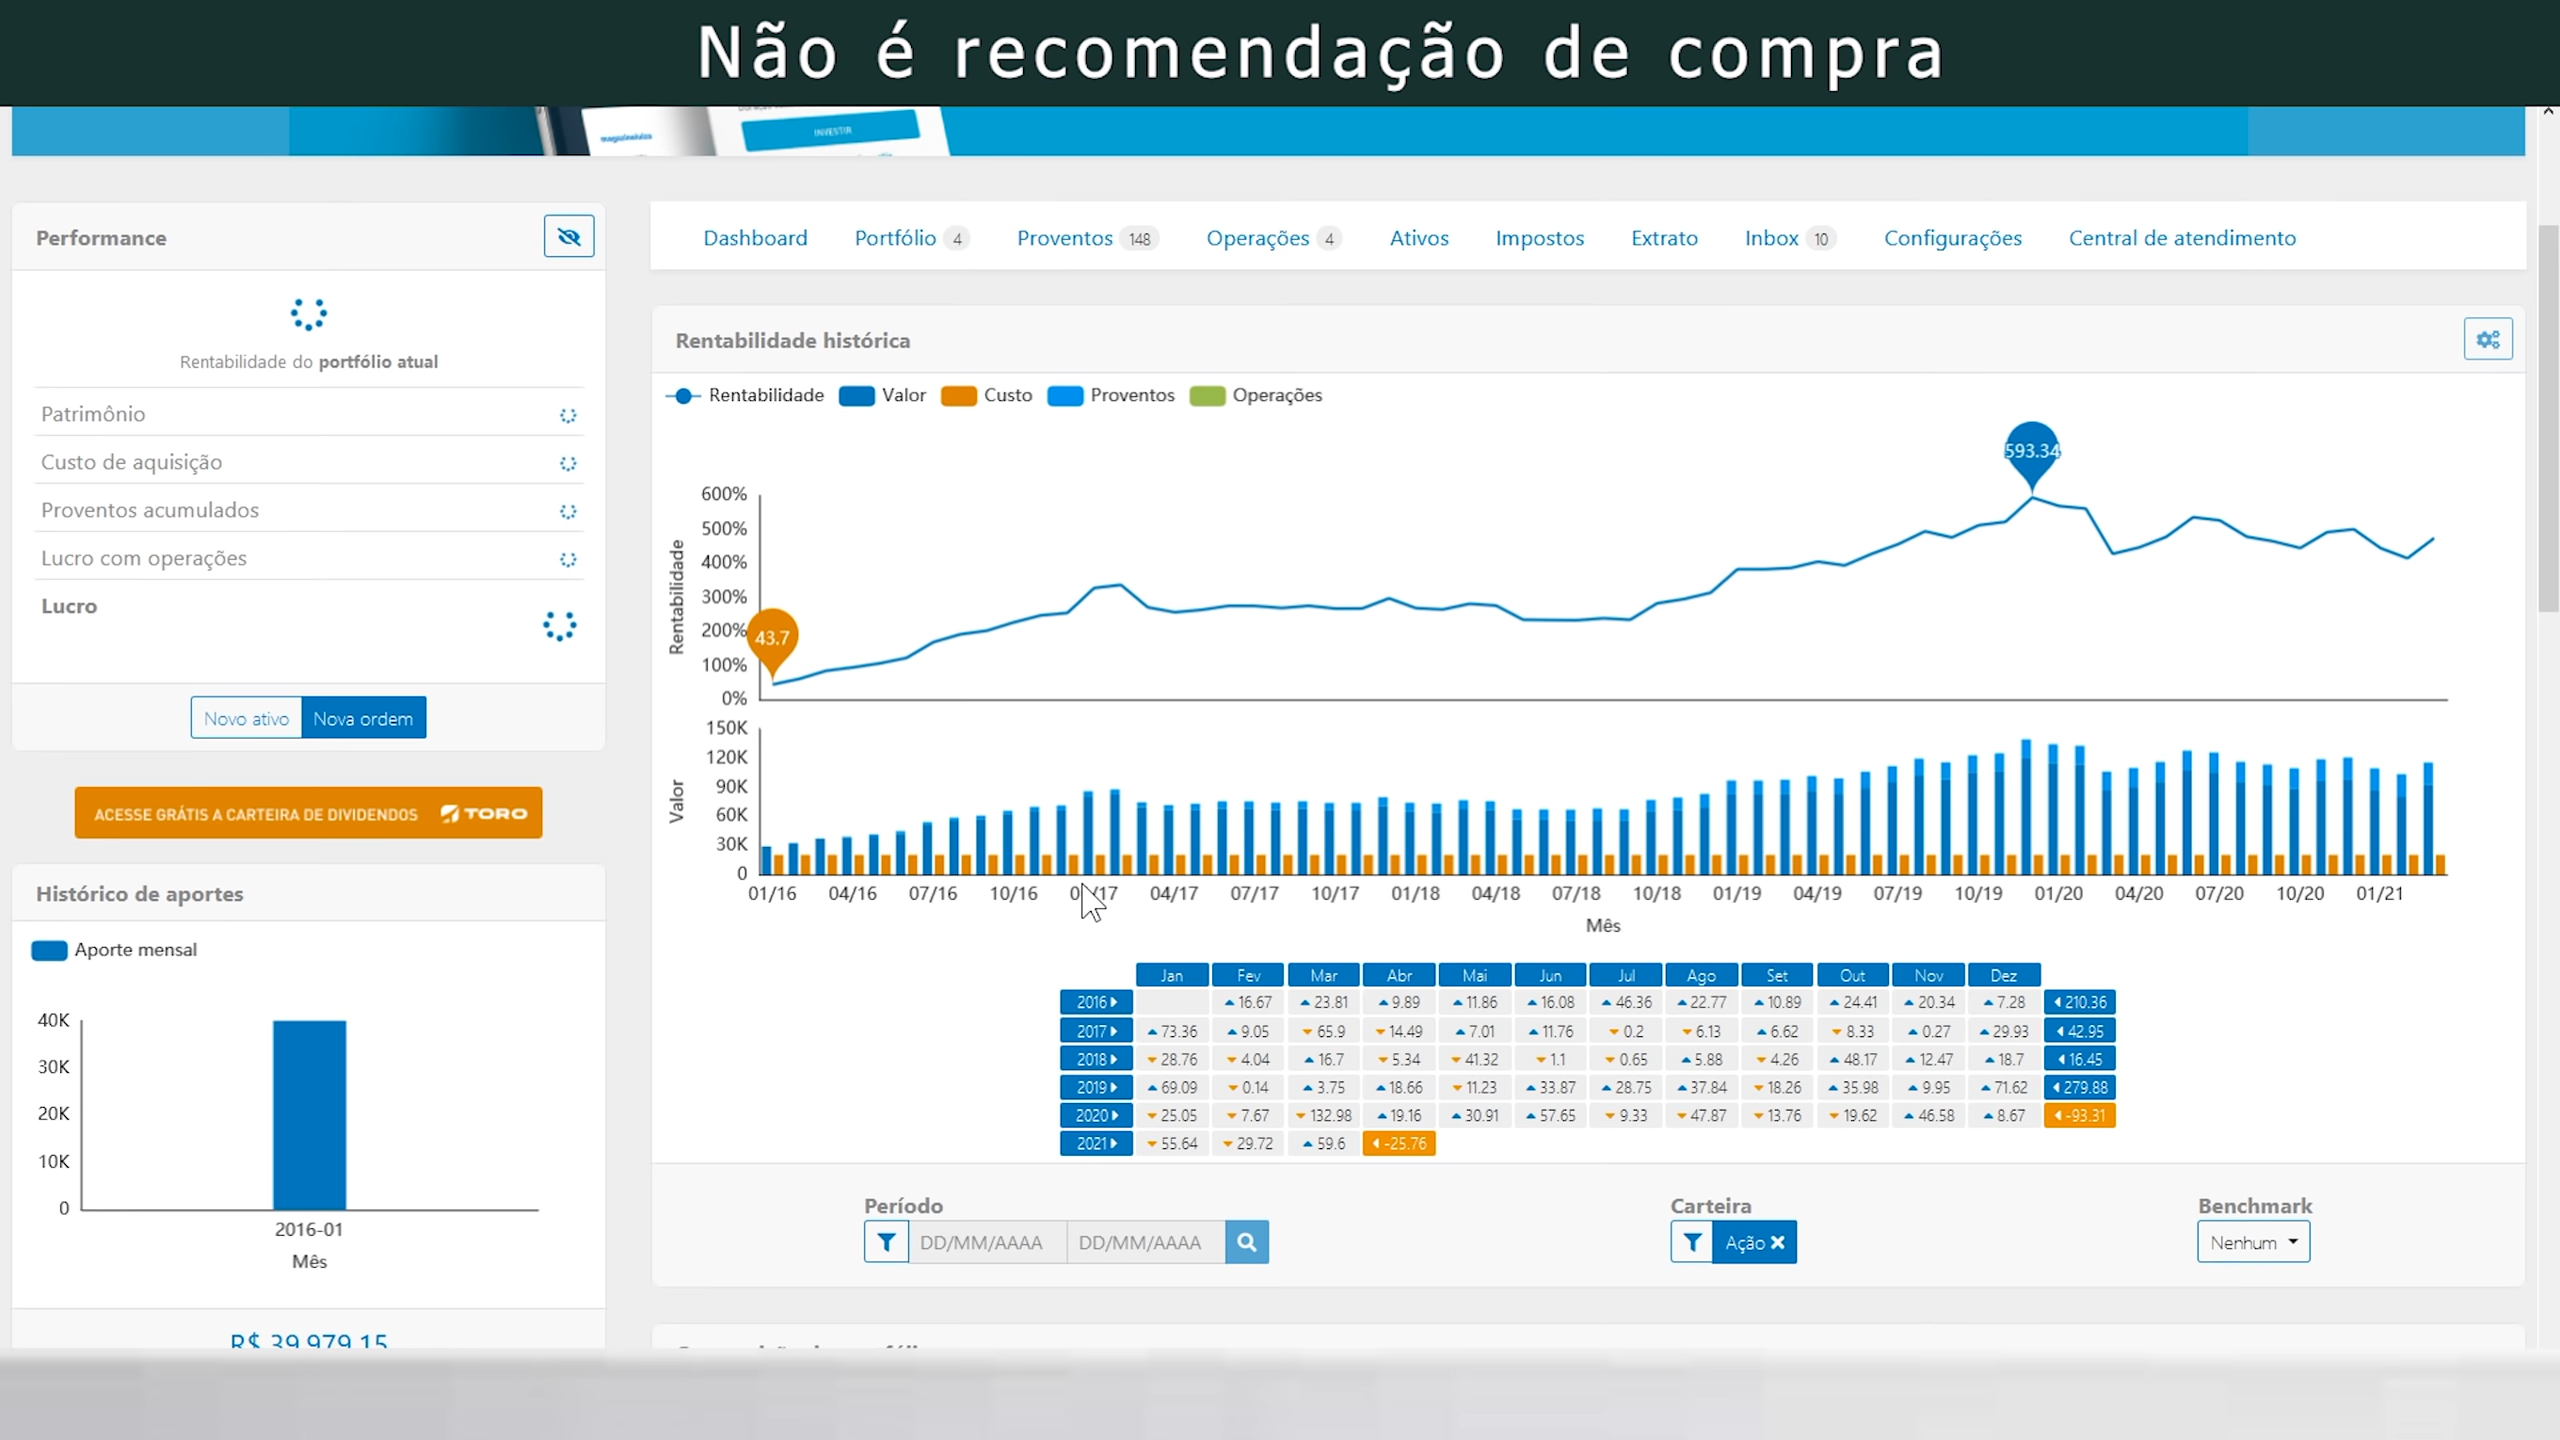 Não é recomendação de compra
magazineluiza
INVESTIR
Performance
Rentabilidade do portfólio atual
Patrimônio
Custo de aquisição
Proventos acumulados
Lucro com operações
Lucro
Novo ativo Nova ordem
ACESSE GRÁTIS A CARTEIRA DE DIVIDENDOS TORO
Histórico de aportes
Aporte mensal
40K
30K
20K
10K
0
2016-01
Mês
R$ 39.979,15
Dashboard Portfólio 4 Proventos 148 Operações 4 Ativos Impostos Extrato Inbox 10 Configurações Central de atendimento
Rentabilidade histórica
Rentabilidade Valor Custo Proventos Operações
593.34
43.7
Rentabilidade
600%
500%
400%
300%
200%
100%
0%
Valor
150K
120K
90K
60K
30K
0
01/16 04/16 07/16 10/16 04/17 07/17 10/17 01/18 04/18 07/18 10/18 01/19 04/19 07/19 10/19 01/20 04/20 07/20 10/20 01/21
Mês
Jan Fev Mar Abr Mai Jun Jul Ago Set Out Nov Dez
2016 16.67 23.81 9.89 11.86 16.08 46.36 22.77 10.89 24.41 20.34 7.28 210.36
2017 73.36 9.05 65.9 14.49 7.01 11.76 0.2 6.13 6.62 8.33 0.27 29.93 42.95
2018 28.76 4.04 16.7 5.34 41.32 1.1 0.65 5.88 4.26 48.17 12.47 18.7 16.45
2019 69.09 0.14 3.75 18.66 11.23 33.87 28.75 37.84 18.26 35.98 9.95 71.62 279.88
2020 25.05 7.67 132.98 19.16 30.91 57.65 9.33 47.87 13.76 19.62 46.58 8.67 -93.31
2021 55.64 29.72 59.6 -25.76
Período Carteira Benchmark
DD/MM/AAAA DD/MM/AAAA Ação Nenhum